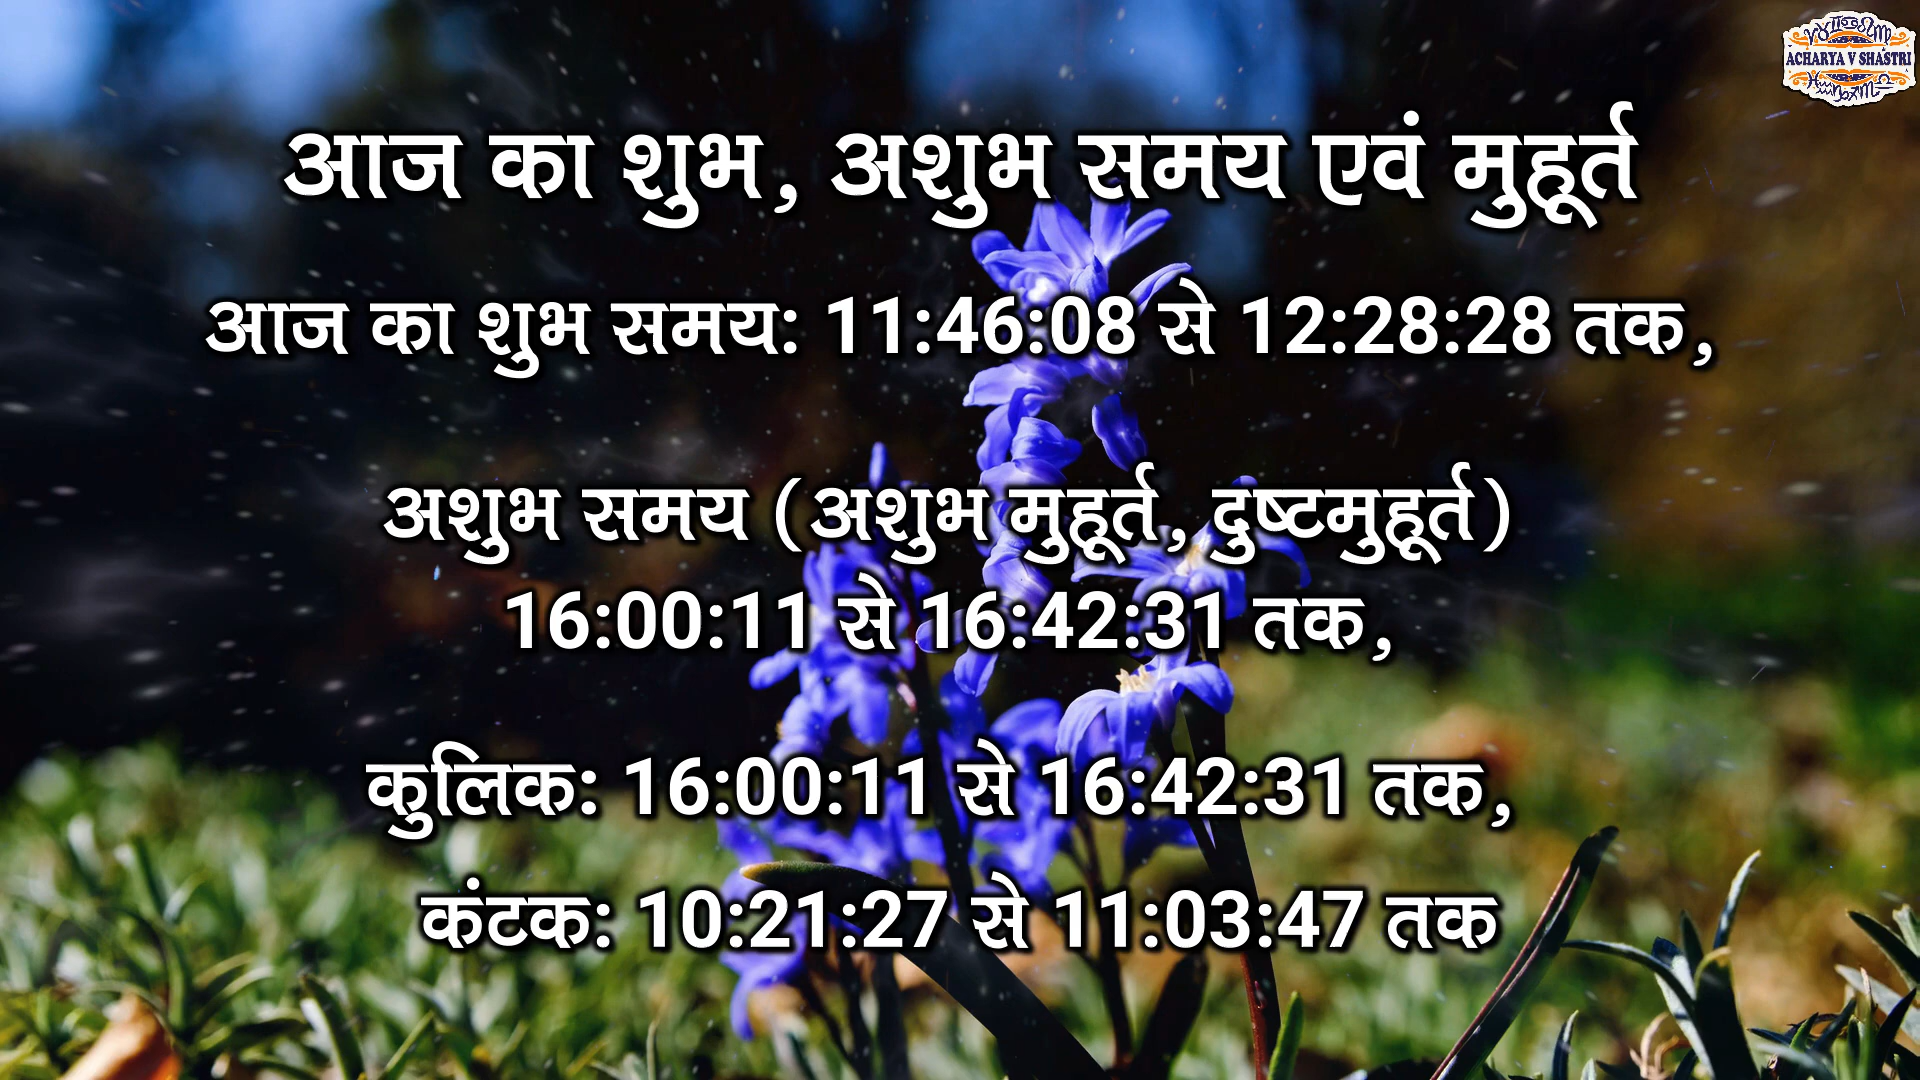 ACHARYA V SHASTRI
आज का शुभ, अशुभ समय एवं मुहूर्त
आज का शुभ समय: 11:46:08 से 12:28:28 तक,
अशुभ समय (अशुभ मुहूर्त, दुष्टमुहूर्त)
16:00:11 से 16:42:31 तक,
कुलिक: 16:00:11 से 16:42:31 तक,
कंटक: 10:21:27 से 11:03:47 तक